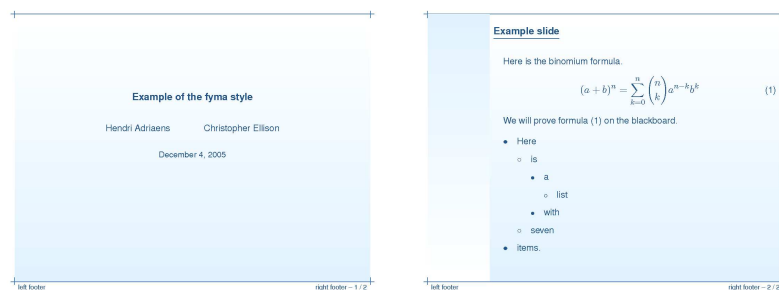 Example of the fyma style
Hendri Adriaens Christopher Ellison
December 4, 2005
left footer right footer – 1 / 2
Example slide
Here is the binomium formula.
(a + b)^n = \sum_{k=0}^{n} \binom{n}{k} a^{n−k} b^k (1)
We will prove formula (1) on the blackboard.
• Here
◦ is
• a
◦ list
• with
◦ seven
• items.
left footer right footer – 2 / 2